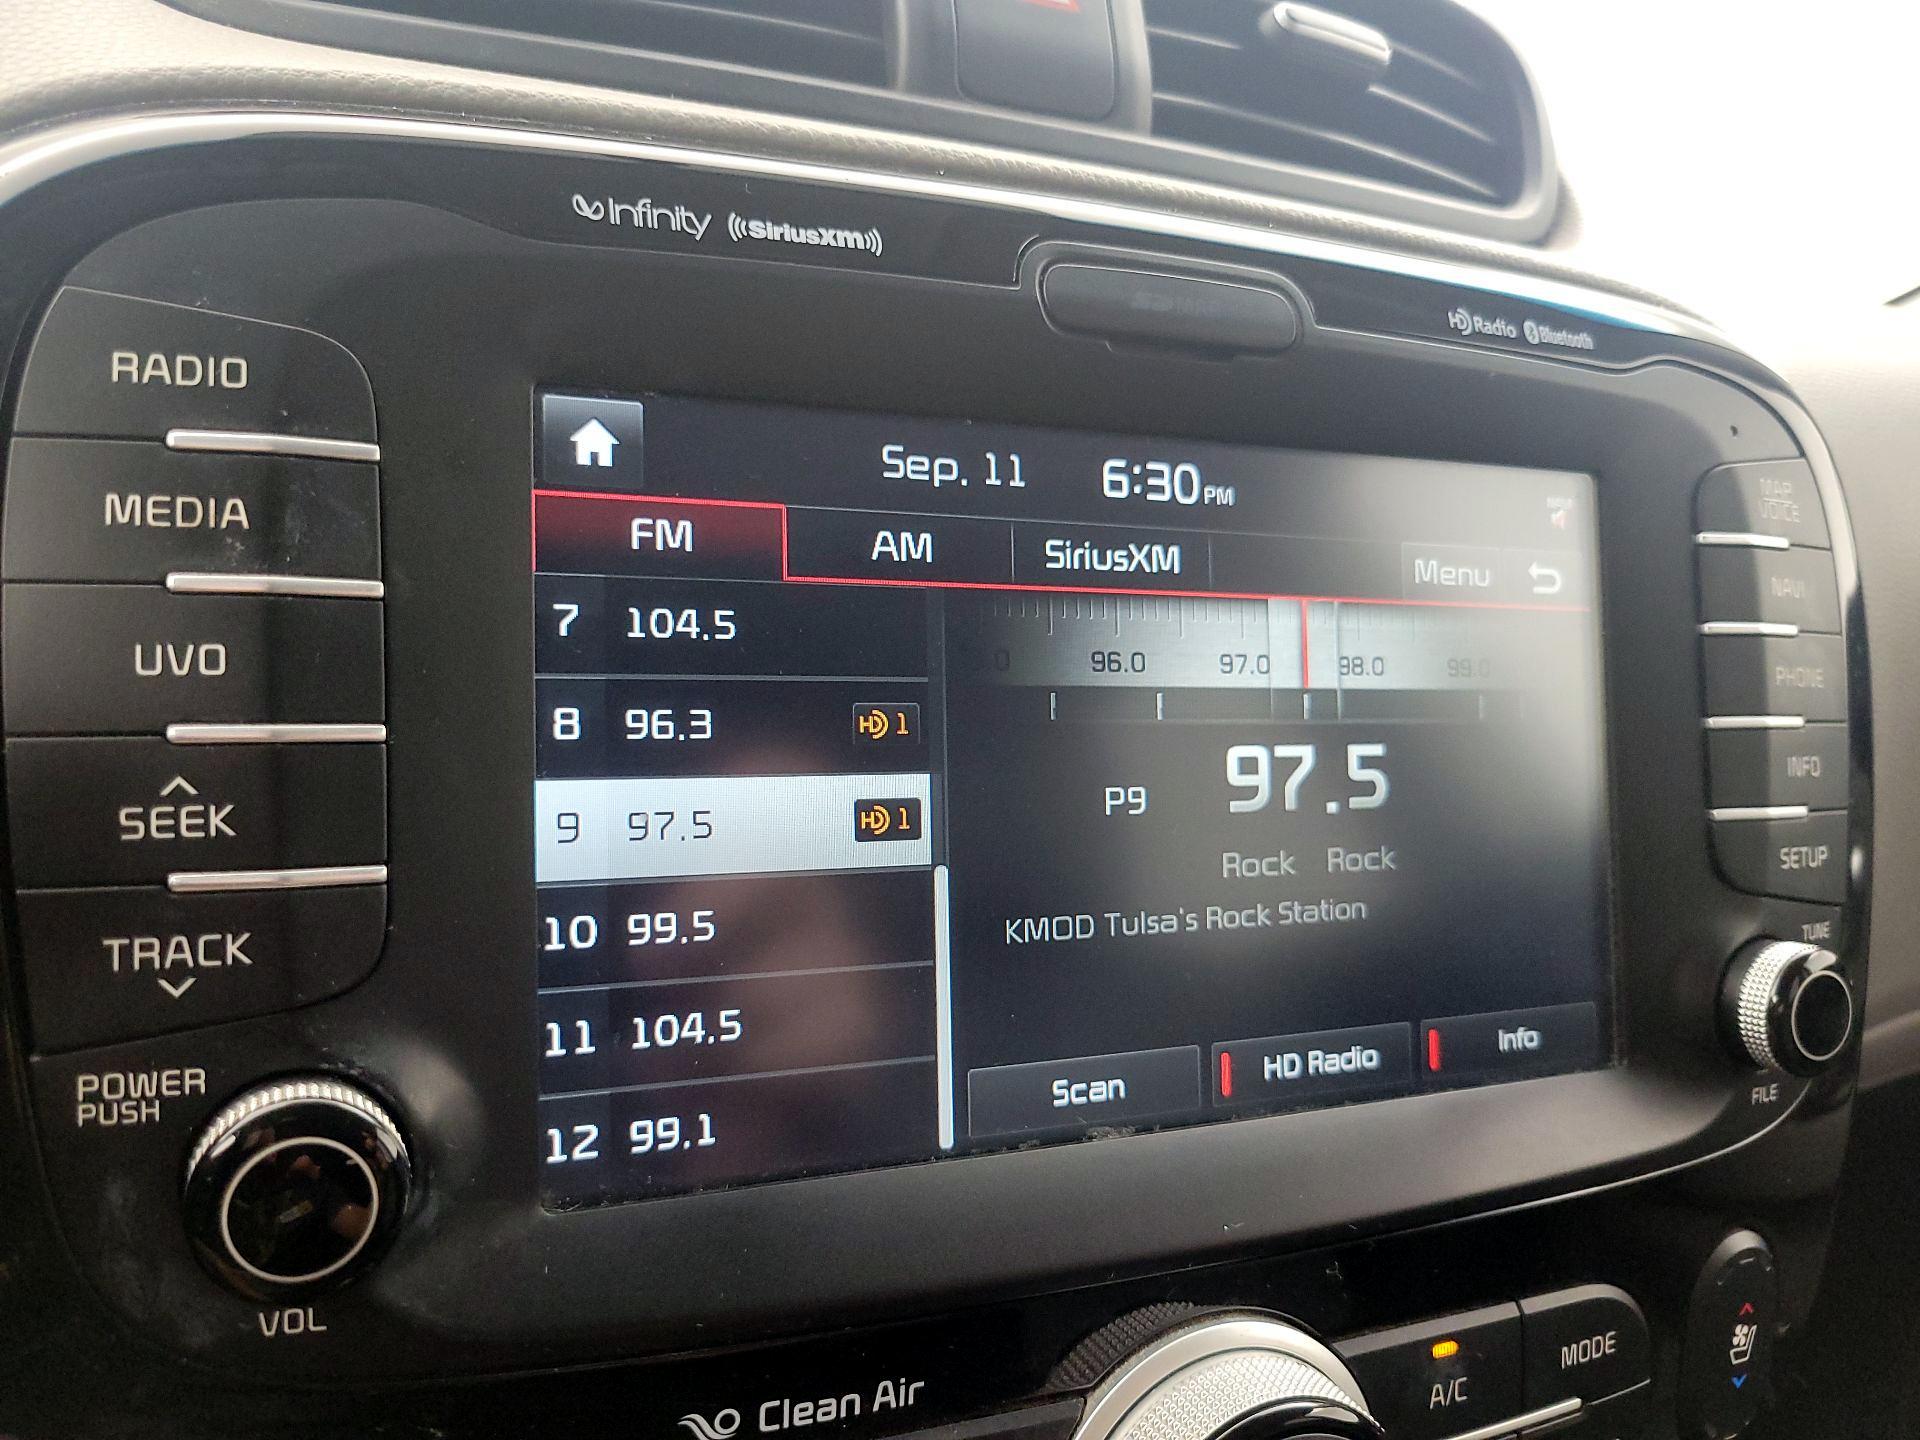 Infinity SiriusXM
HD Radio Bluetooth
RADIO
MEDIA
UVO
SEEK
TRACK
POWER
PUSH
VOL
Sep. 11 6:30 PM
FM AM SiriusXM Menu
7 104.5
8 96.3 HD 1
9 97.5 HD 1
10 99.5
11 104.5
12 99.1
96.0 97.0 98.0 99.0
P9 97.5
Rock Rock
KMOD Tulsa's Rock Station
Scan HD Radio Info
MAP
VOICE
NAVI
PHONE
INFO
SETUP
TUNE
FILE
Clean Air
A/C
MODE